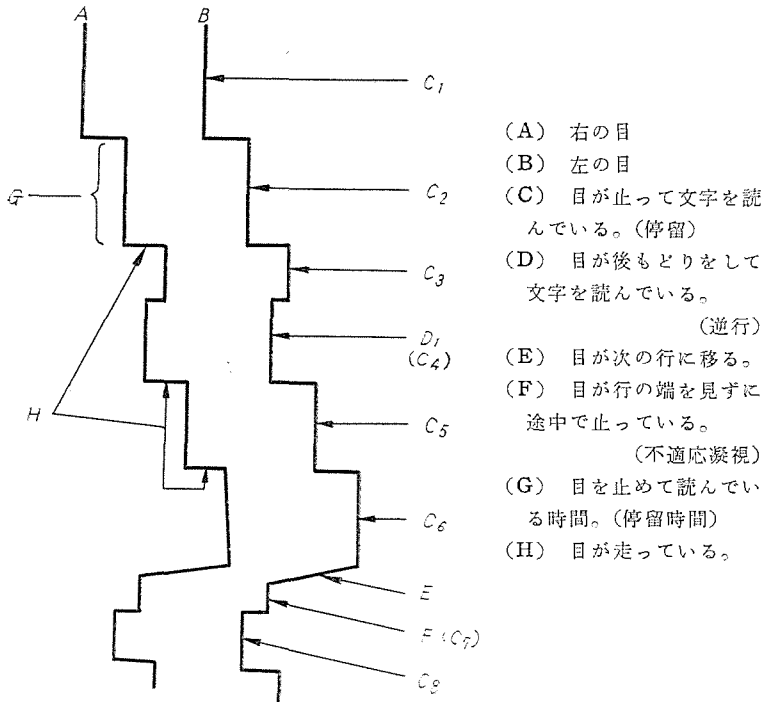 A
B
C1
G
C2
C3
D1
(C4)
H
C5
C6
E
F (C7)
C8
(A) 右の目
(B) 左の目
(C) 目が止って文字を読
んでいる。(停留)
(D) 目が後もどりをして
文字を読んでいる。
(逆行)
(E) 目が次の行に移る。
(F) 目が行の端を見ずに
途中で止っている。
(不適応凝視)
(G) 目を止めて読んでい
る時間。(停留時間)
(H) 目が走っている。